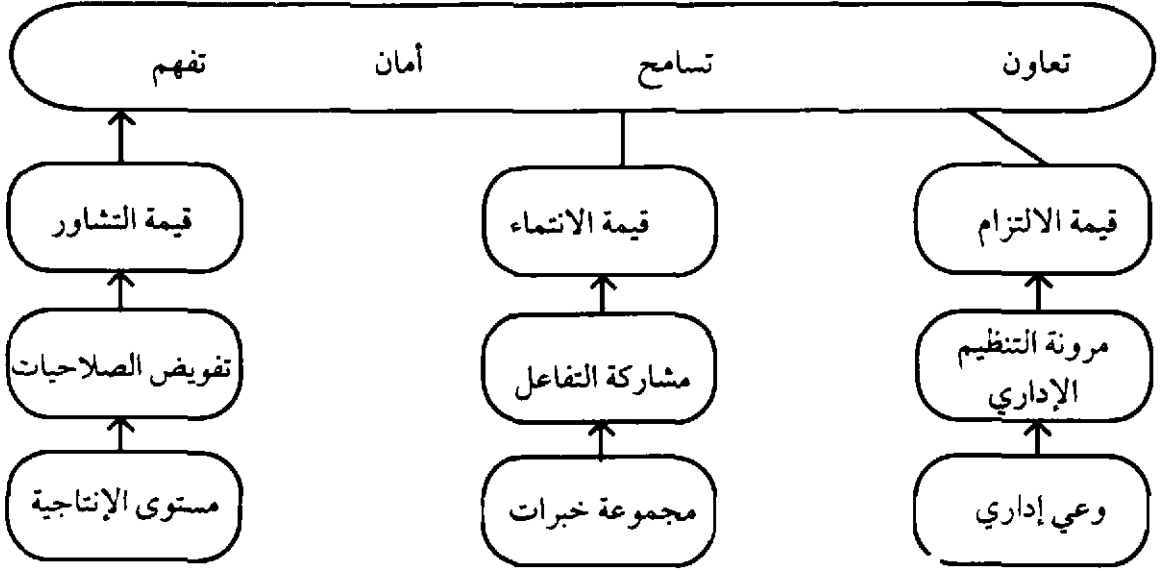 تعاون تسامح أمان تفهم
قيمة الالتزام قيمة الانتماء قيمة التشاور
مرونة التنظيم
الإداري
مشاركة التفاعل
تفويض الصلاحيات
وعي إداري مجموعة خبرات مستوى الإنتاجية